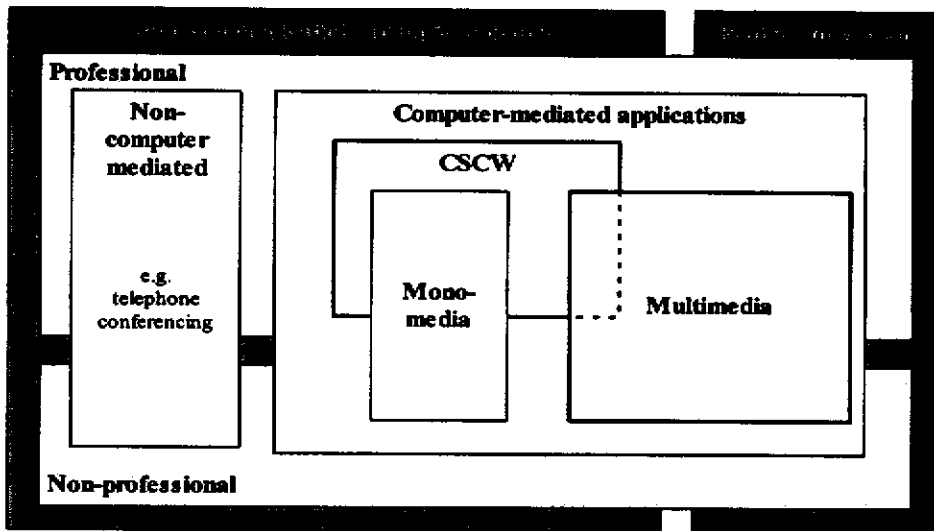 Professional
Non-
computer
mediated
e.g.
telephone
conferencing
Computer-mediated applications
CSCW
Mono-
media
Multimedia
Non-professional